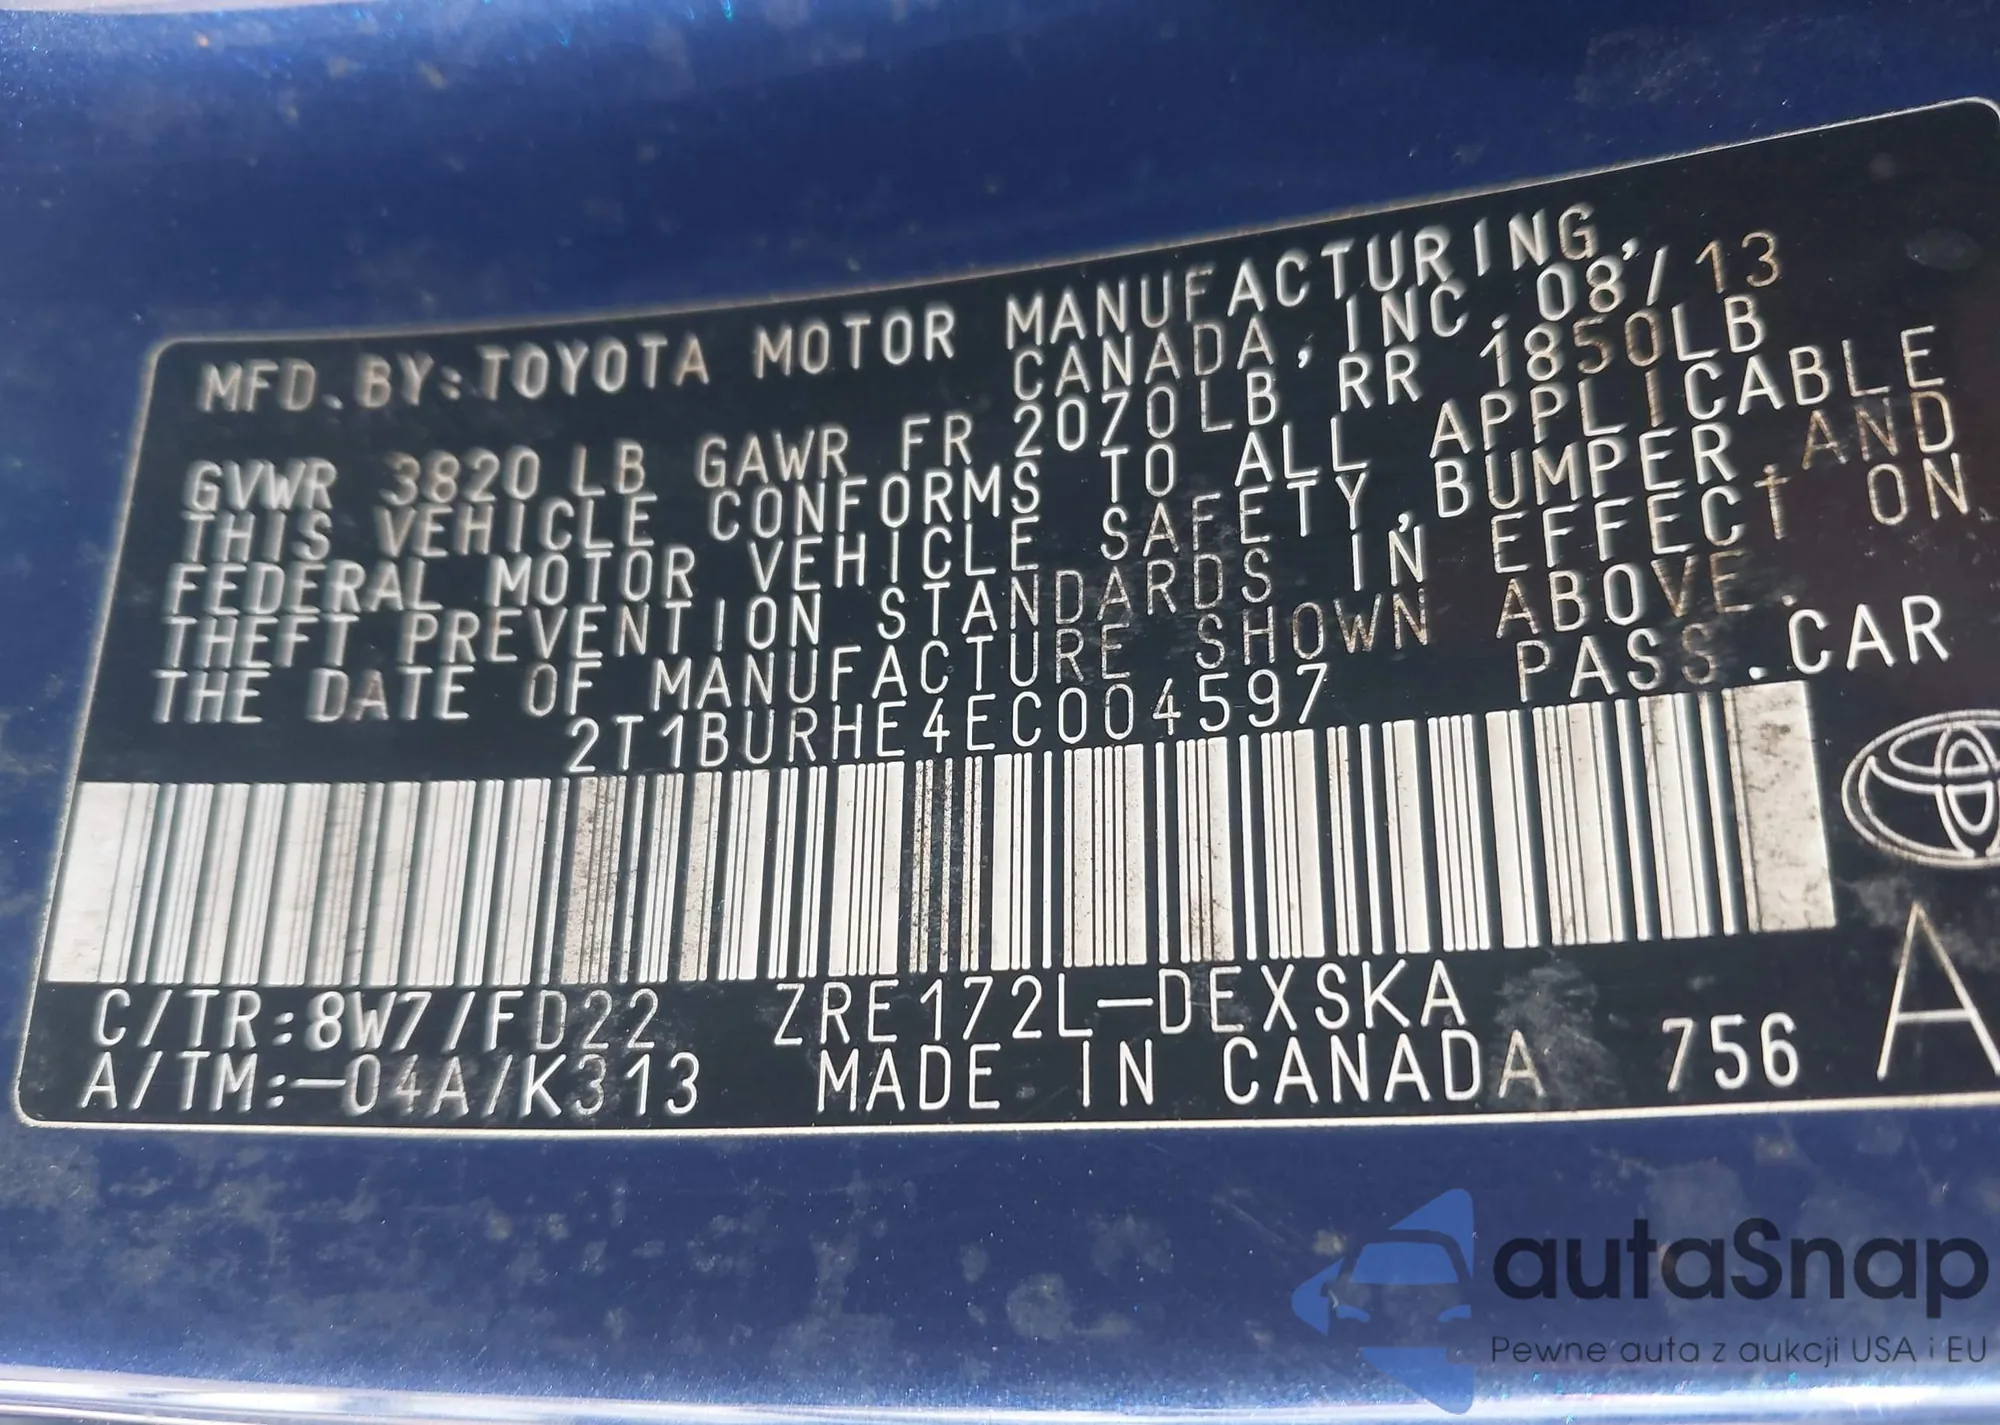 MFD.BY:TOYOTA MOTOR MANUFACTURING,
CANADA, INC. 08/13
GVWR 3820 LB GAWR FR 2070LB RR 1850LB
THIS VEHICLE CONFORMS TO ALL APPLICABLE
FEDERAL MOTOR VEHICLE SAFETY,BUMPER,AND
THEFT PREVENTION STANDARDS IN EFFECT ON
THE DATE OF MANUFACTURE SHOWN ABOVE.
2T1BURHE4EC004597 PASS.CAR
C/TR:8W7/FD22 ZRE172L-DEXSKA
A/TM:-04A/K313 MADE IN CANADA 756 A
autaSnap
Pewne auta z aukcji USA i EU